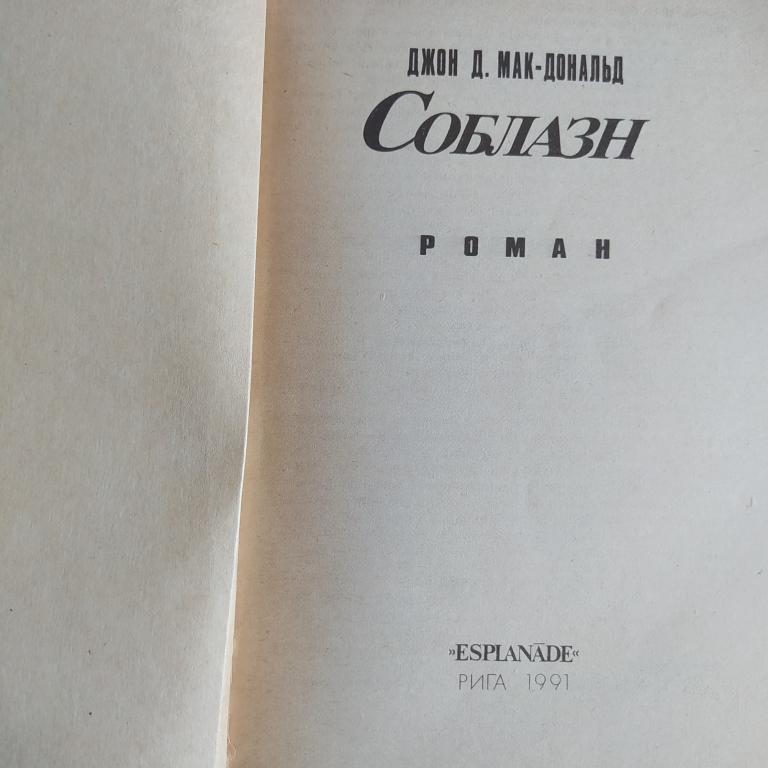 ДЖОН Д. МАК-ДОНАЛЬД
СОБЛАЗН
РОМАН
»ESPLANĀDE«
РИГА 1991